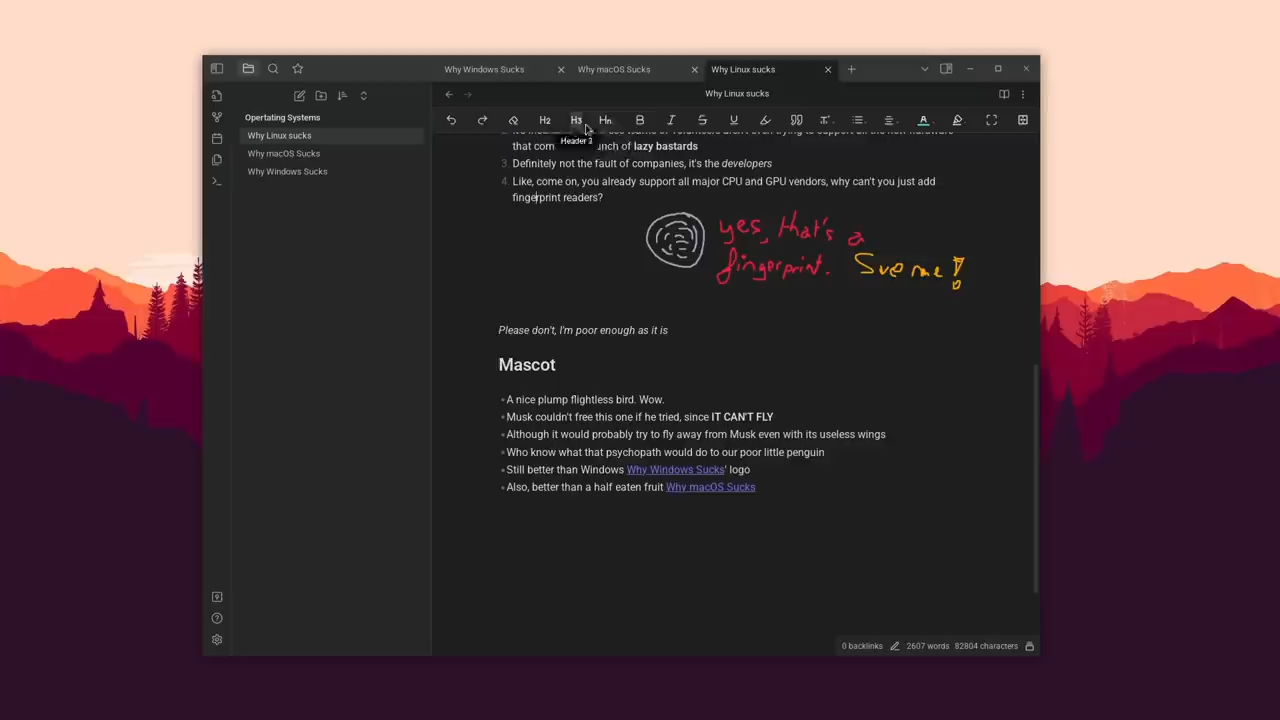 Why Windows Sucks
Why macOS Sucks
Why Linux sucks
Why Linux sucks
Opertating Systems
Why Linux sucks
Why macOS Sucks
Why Windows Sucks
H2
H3
Hn
B
I
S
U
A
Header 3
that com
unch of lazy bastards
3. Definitely not the fault of companies, it's the developers
4. Like, come on, you already support all major CPU and GPU vendors, why can't you just add
fingerprint readers?
yes, that's a
fingerprint. Sue me!
Please don't, I'm poor enough as it is
Mascot
A nice plump flightless bird. Wow.
Musk couldn't free this one if he tried, since IT CAN'T FLY
Although it would probably try to fly away from Musk even with its useless wings
Who know what that psychopath would do to our poor little penguin
Still better than Windows Why Windows Sucks' logo
Also, better than a half eaten fruit Why macOS Sucks
0 backlinks 2607 words 82804 characters